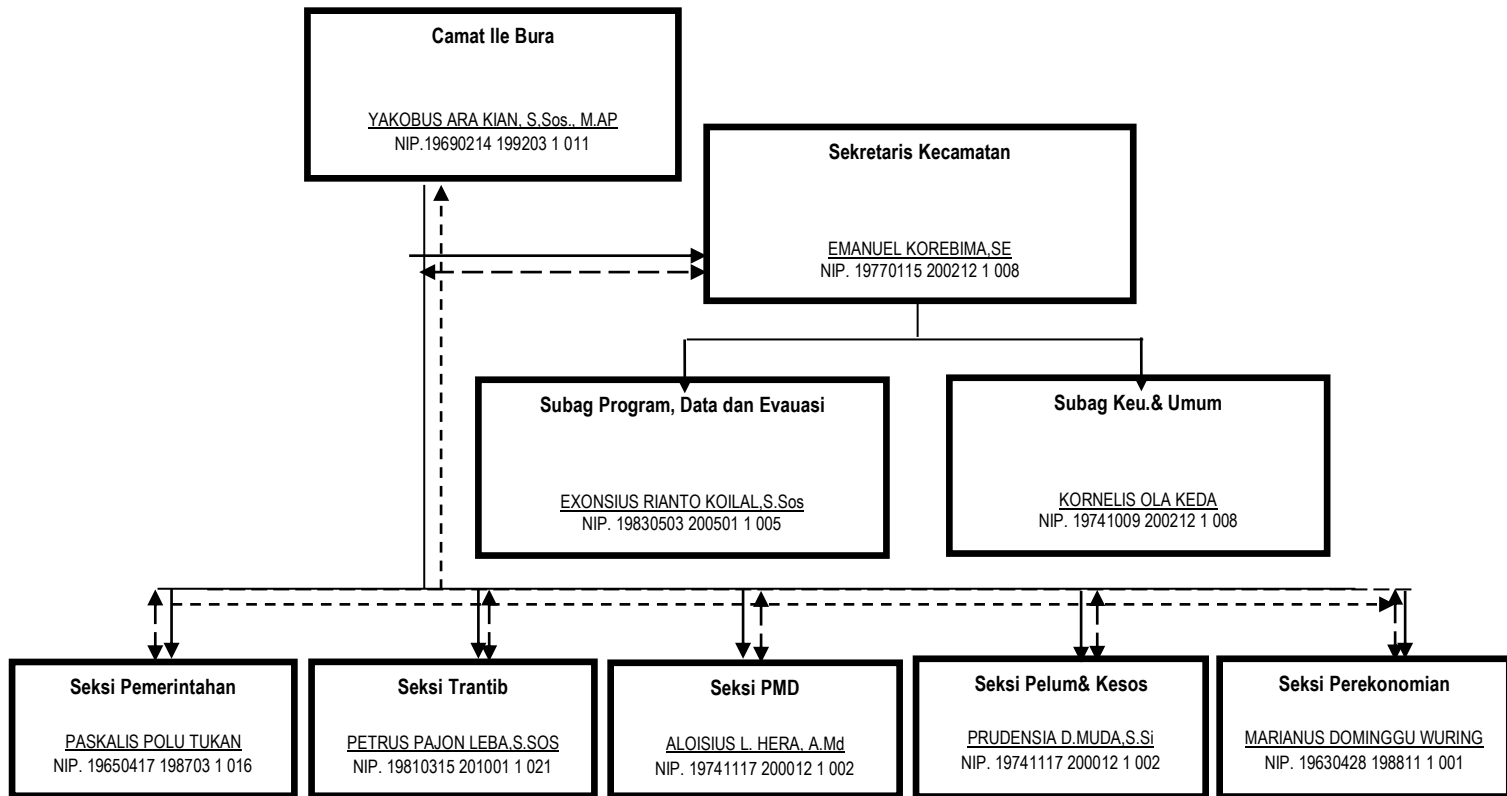 Camat Ile Bura
YAKOBUS ARA KIAN, S,Sos., M.AP
NIP.19690214 199203 1 011
Sekretaris Kecamatan
EMANUEL KOREBIMA,SE
NIP. 19770115 200212 1 008
Subag Program, Data dan Evauasi
EXONSIUS RIANTO KOILAL,S.Sos
NIP. 19830503 200501 1 005
Subag Keu.& Umum
KORNELIS OLA KEDA
NIP. 19741009 200212 1 008
Seksi Pemerintahan
PASKALIS POLU TUKAN
NIP. 19650417 198703 1 016
Seksi Trantib
PETRUS PAJON LEBA,S.SOS
NIP. 19810315 201001 1 021
Seksi PMD
ALOISIUS L. HERA, A.Md
NIP. 19741117 200012 1 002
Seksi Pelum& Kesos
PRUDENSIA D.MUDA,S.Si
NIP. 19741117 200012 1 002
Seksi Perekonomian
MARIANUS DOMINGGU WURING
NIP. 19630428 198811 1 001